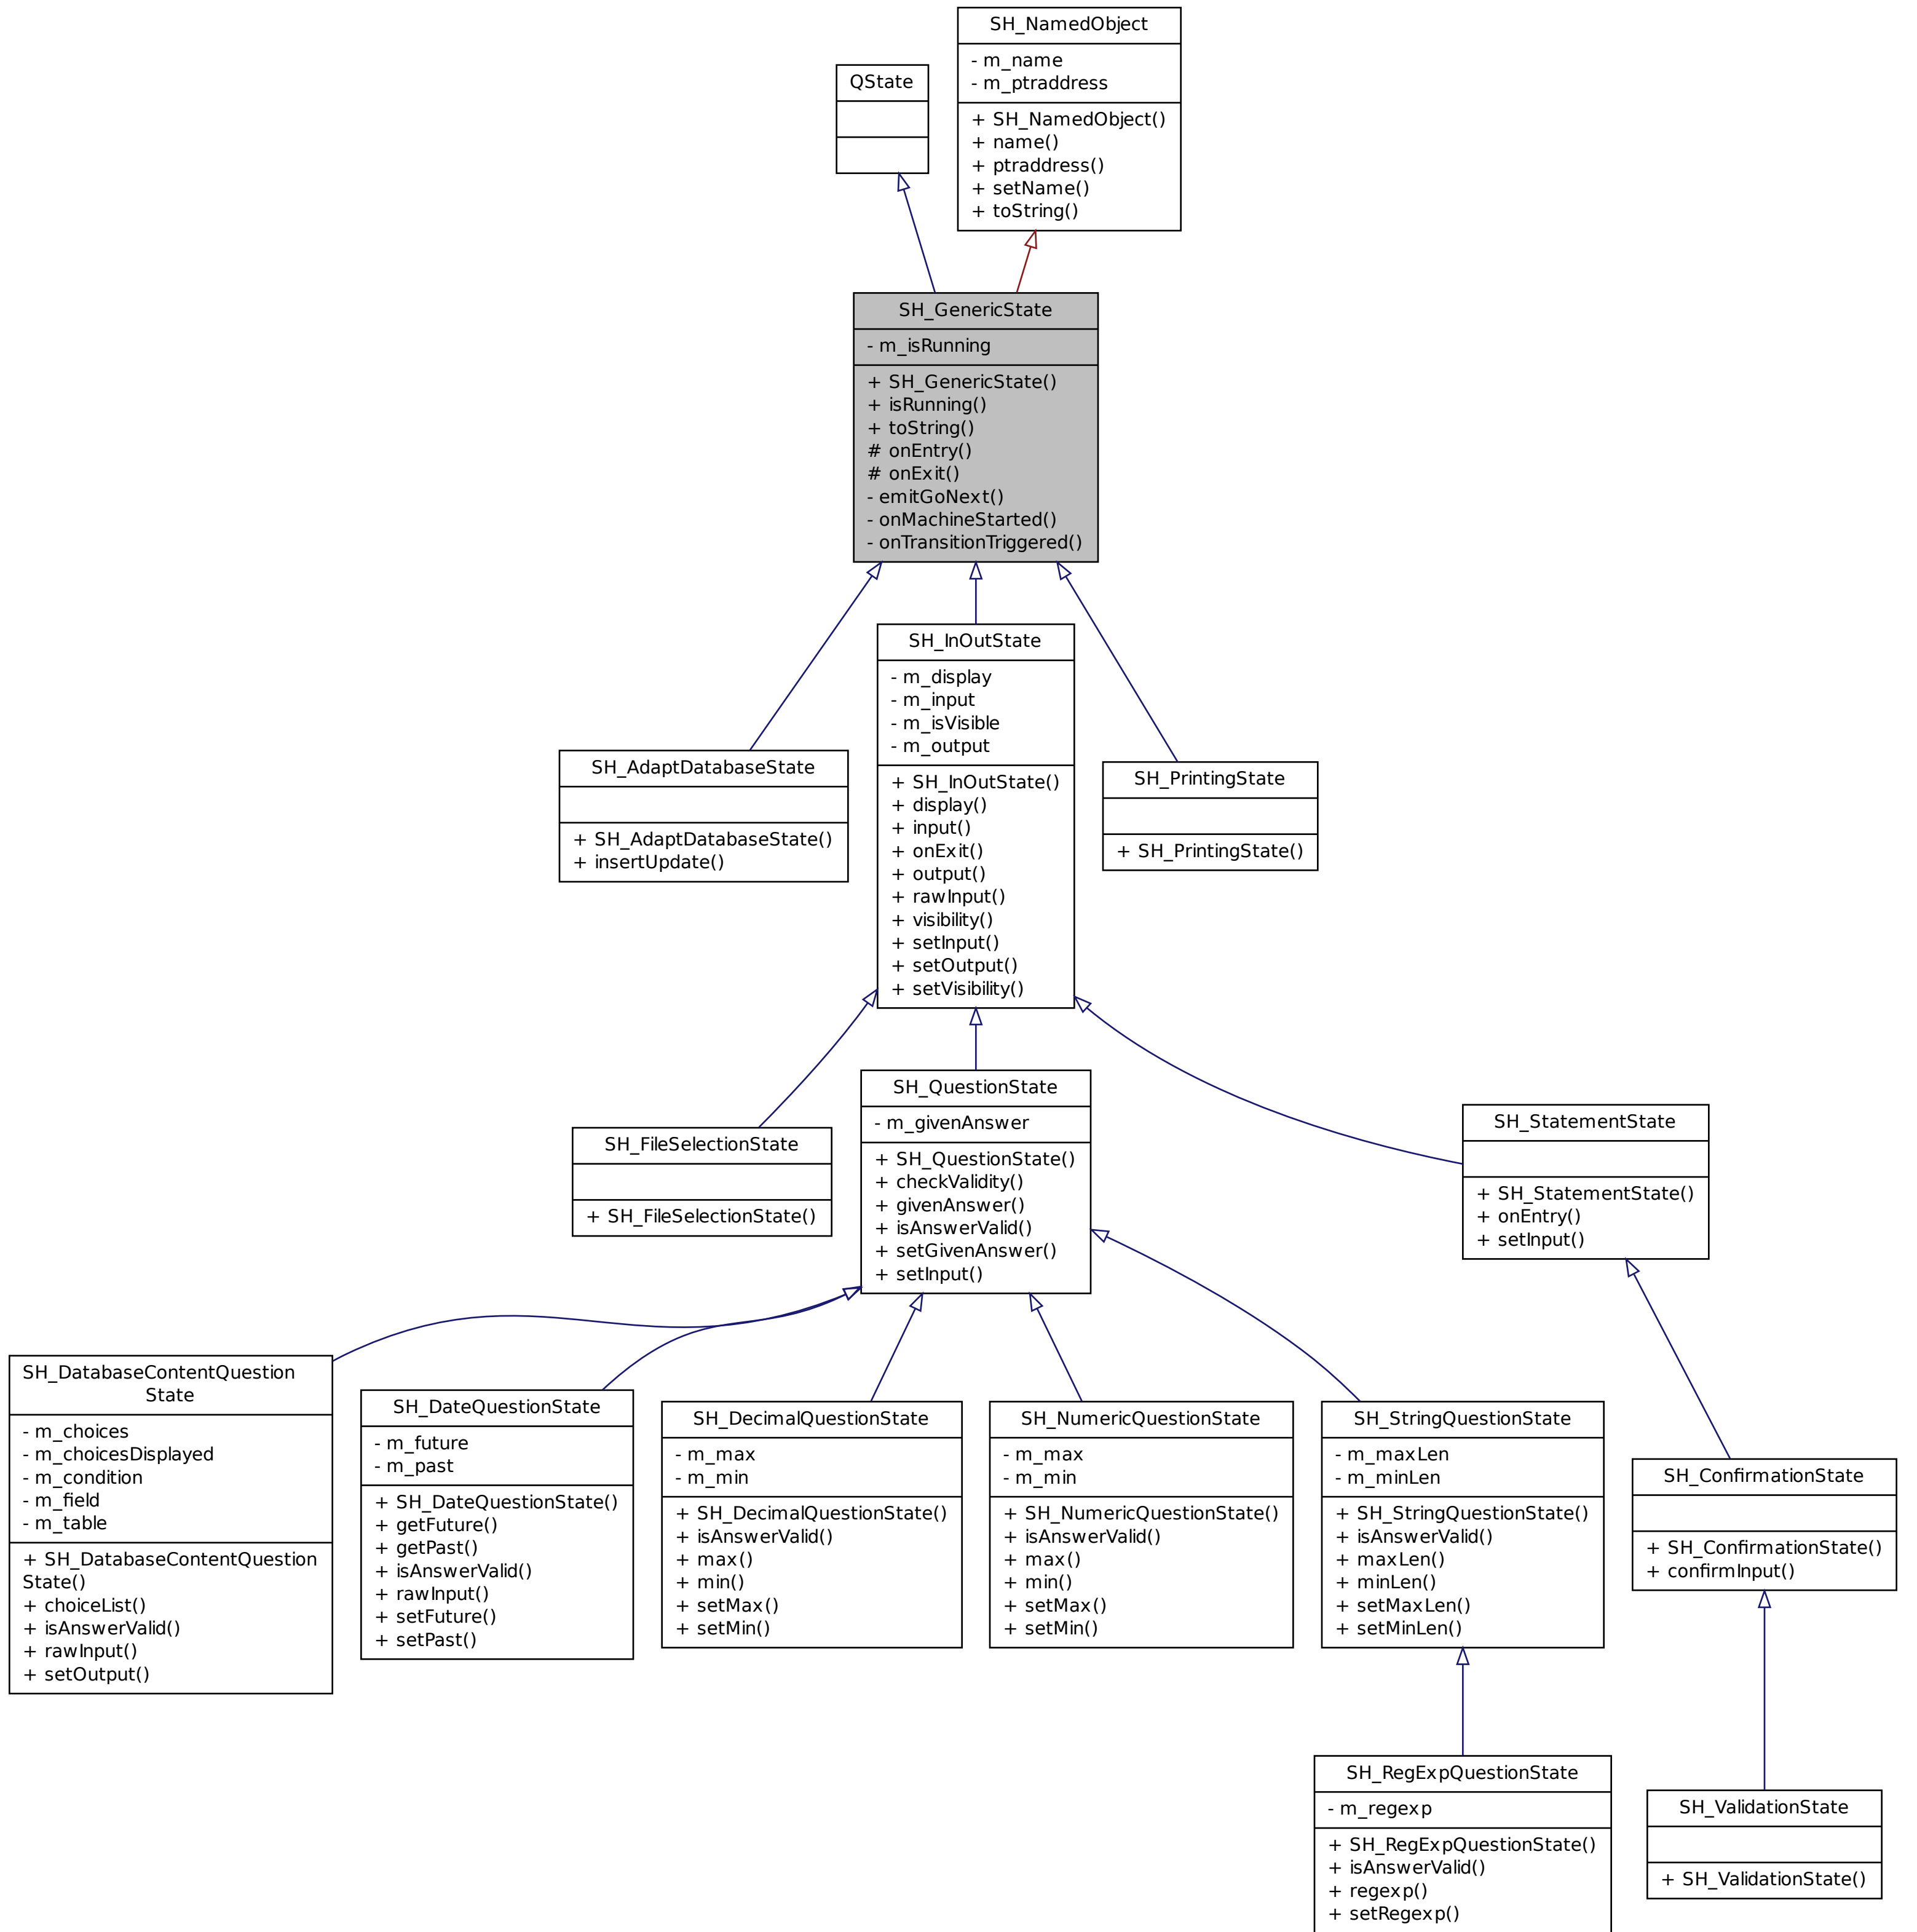 SH_NamedObject
- m_name
- m_ptraddress
+ SH_NamedObject()
+ name()
+ ptraddress()
+ setName()
+ toString()
QState
SH_GenericState
- m_isRunning
+ SH_GenericState()
+ isRunning()
+ toString()
# onEntry()
# onExit()
- emitGoNext()
- onMachineStarted()
- onTransitionTriggered()
SH_AdaptDatabaseState
+ SH_AdaptDatabaseState()
+ insertUpdate()
SH_InOutState
- m_display
- m_input
- m_isVisible
- m_output
+ SH_InOutState()
+ display()
+ input()
+ onExit()
+ output()
+ rawInput()
+ visibility()
+ setInput()
+ setOutput()
+ setVisibility()
SH_PrintingState
+ SH_PrintingState()
SH_FileSelectionState
+ SH_FileSelectionState()
SH_QuestionState
- m_givenAnswer
+ SH_QuestionState()
+ checkValidity()
+ givenAnswer()
+ isAnswerValid()
+ setGivenAnswer()
+ setInput()
SH_StatementState
+ SH_StatementState()
+ onEntry()
+ setInput()
SH_DatabaseContentQuestion
State
- m_choices
- m_choicesDisplayed
- m_condition
- m_field
- m_table
+ SH_DatabaseContentQuestion
State()
+ choiceList()
+ isAnswerValid()
+ rawInput()
+ setOutput()
SH_DateQuestionState
- m_future
- m_past
+ SH_DateQuestionState()
+ getFuture()
+ getPast()
+ isAnswerValid()
+ rawInput()
+ setFuture()
+ setPast()
SH_DecimalQuestionState
- m_max
- m_min
+ SH_DecimalQuestionState()
+ isAnswerValid()
+ max()
+ min()
+ setMax()
+ setMin()
SH_NumericQuestionState
- m_max
- m_min
+ SH_NumericQuestionState()
+ isAnswerValid()
+ max()
+ min()
+ setMax()
+ setMin()
SH_StringQuestionState
- m_maxLen
- m_minLen
+ SH_StringQuestionState()
+ isAnswerValid()
+ maxLen()
+ minLen()
+ setMaxLen()
+ setMinLen()
SH_ConfirmationState
+ SH_ConfirmationState()
+ confirmInput()
SH_RegExpQuestionState
- m_regexp
+ SH_RegExpQuestionState()
+ isAnswerValid()
+ regexp()
+ setRegexp()
SH_ValidationState
+ SH_ValidationState()